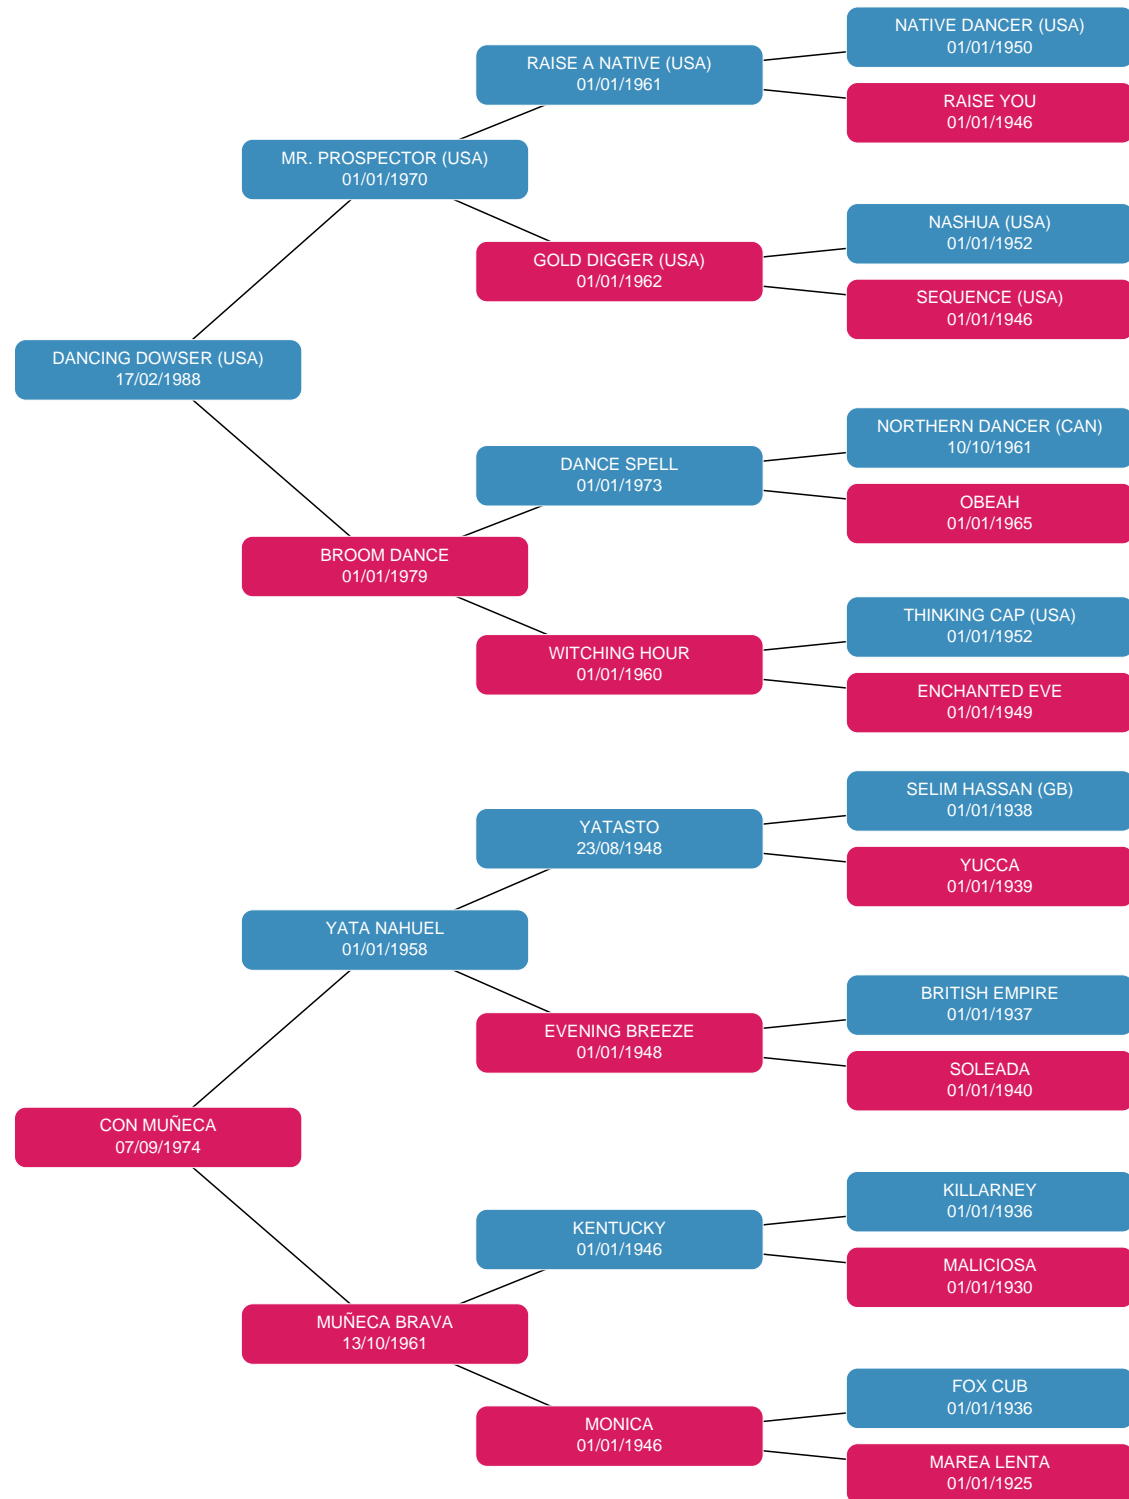 NATIVE DANCER (USA)
01/01/1950
RAISE A NATIVE (USA)
01/01/1961
RAISE YOU
01/01/1946
MR. PROSPECTOR (USA)
01/01/1970
NASHUA (USA)
01/01/1952
GOLD DIGGER (USA)
01/01/1962
SEQUENCE (USA)
01/01/1946
DANCING DOWSER (USA)
17/02/1988
NORTHERN DANCER (CAN)
10/10/1961
DANCE SPELL
01/01/1973
OBEAH
01/01/1965
BROOM DANCE
01/01/1979
THINKING CAP (USA)
01/01/1952
WITCHING HOUR
01/01/1960
ENCHANTED EVE
01/01/1949
SELIM HASSAN (GB)
01/01/1938
YATASTO
23/08/1948
YUCCA
01/01/1939
YATA NAHUEL
01/01/1958
BRITISH EMPIRE
01/01/1937
EVENING BREEZE
01/01/1948
SOLEADA
01/01/1940
CON MUÑECA
07/09/1974
KILLARNEY
01/01/1936
KENTUCKY
01/01/1946
MALICIOSA
01/01/1930
MUÑECA BRAVA
13/10/1961
FOX CUB
01/01/1936
MONICA
01/01/1946
MAREA LENTA
01/01/1925